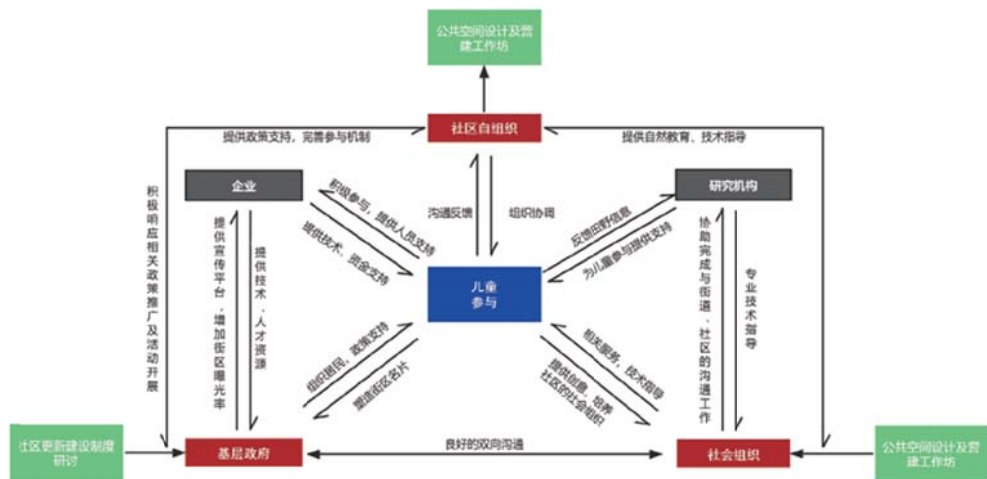 公共空间设计及营
建工作坊
社区自组织
提供政策支持，完善参与机制
提供自然教育、技术指导
企业
研究机构
积极参与，提供人员支持
提供技术、资金支持
沟通反馈
组织协调
反馈田野信息
为儿童参与提供支持
儿童
参与
积极响应相关政策推广及活动开展
提供宣传平台，增加街区曝光率
提供技术、人才资源
组织居民，政策支持
塑造街区名片
相关服务，技术指导
提供创意，培养
社区的社会组织
协助完成与街道、社区的沟通工作
专业技术指导
社区更新建设制度
研讨
基层政府
良好的双向沟通
社会组织
公共空间设计及营
建工作坊